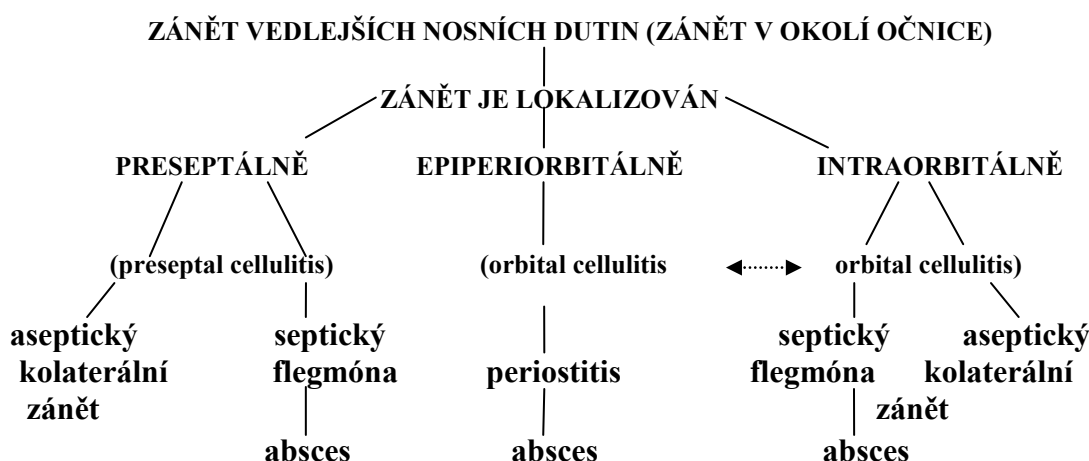 ZÁNĚT VEDLEJŠÍCH NOSNÍCH DUTIN (ZÁNĚT V OKOLÍ OČNICE)
ZÁNĚT JE LOKALIZOVÁN
PRESEPTÁLNĚ EPIPERIORBITÁLNĚ INTRAORBITÁLNĚ
(preseptal cellulitis) (orbital cellulitis orbital cellulitis)
aseptický septický septický aseptický
kolaterální flegmóna periostitis flegmóna kolaterální
zánět zánět
absces absces absces